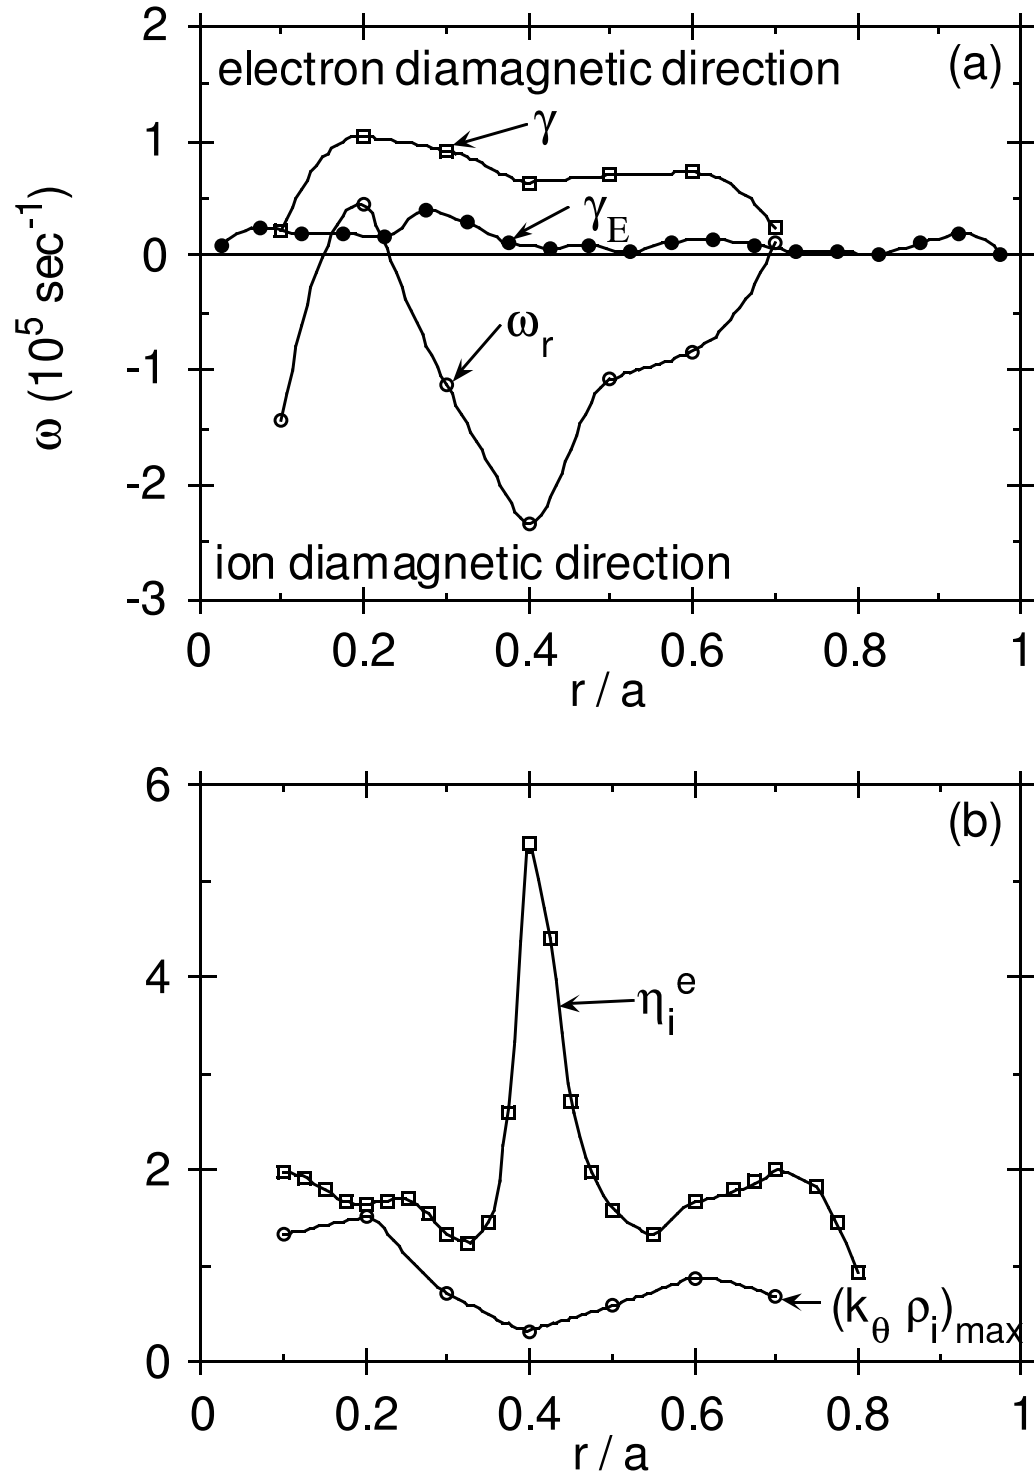 2
electron diamagnetic direction
(a)
γ
1
γE
0
ωr
-1
-2
ion diamagnetic direction
-3
ω (10⁵ sec⁻¹)
0 0.2 0.4 0.6 0.8 1
r / a
6
(b)
4
ηiᵉ
2
(kθ ρi)max
0
0 0.2 0.4 0.6 0.8 1
r / a